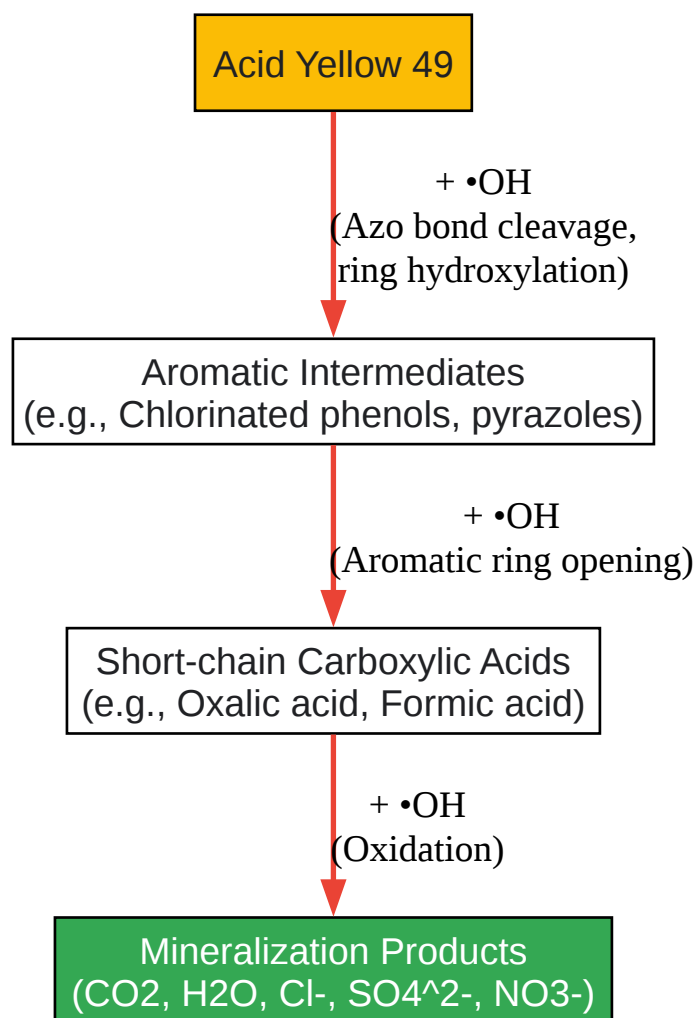 Acid Yellow 49
+ •OH
(Azo bond cleavage,
ring hydroxylation)
Aromatic Intermediates
(e.g., Chlorinated phenols, pyrazoles)
+ •OH
(Aromatic ring opening)
Short-chain Carboxylic Acids
(e.g., Oxalic acid, Formic acid)
+ •OH
(Oxidation)
Mineralization Products
(CO2, H2O, Cl-, SO4^2-, NO3-)